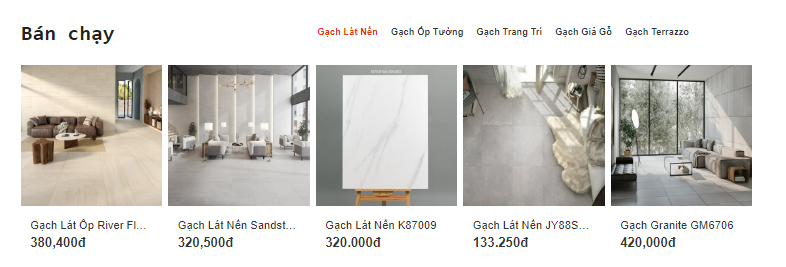 Bán chạy
Gạch Lát Nền Gạch Ốp Tường Gạch Trang Trí Gạch Giả Gỗ Gạch Terrazzo
Gạch Lát Ốp River Fl...
380,400đ
Gạch Lát Nền Sandst...
320,500đ
Gạch Lát Nền K87009
320.000đ
Gạch Lát Nền JY88S...
133.250đ
Gạch Granite GM6706
420,000đ